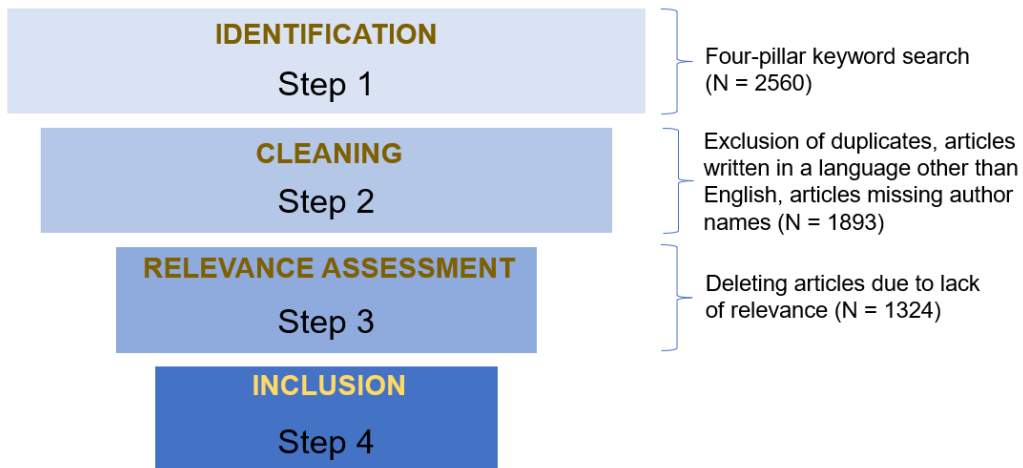 IDENTIFICATION
Step 1
Four-pillar keyword search
(N = 2560)
CLEANING
Step 2
Exclusion of duplicates, articles
written in a language other than
English, articles missing author
names (N = 1893)
RELEVANCE ASSESSMENT
Step 3
Deleting articles due to lack
of relevance (N = 1324)
INCLUSION
Step 4